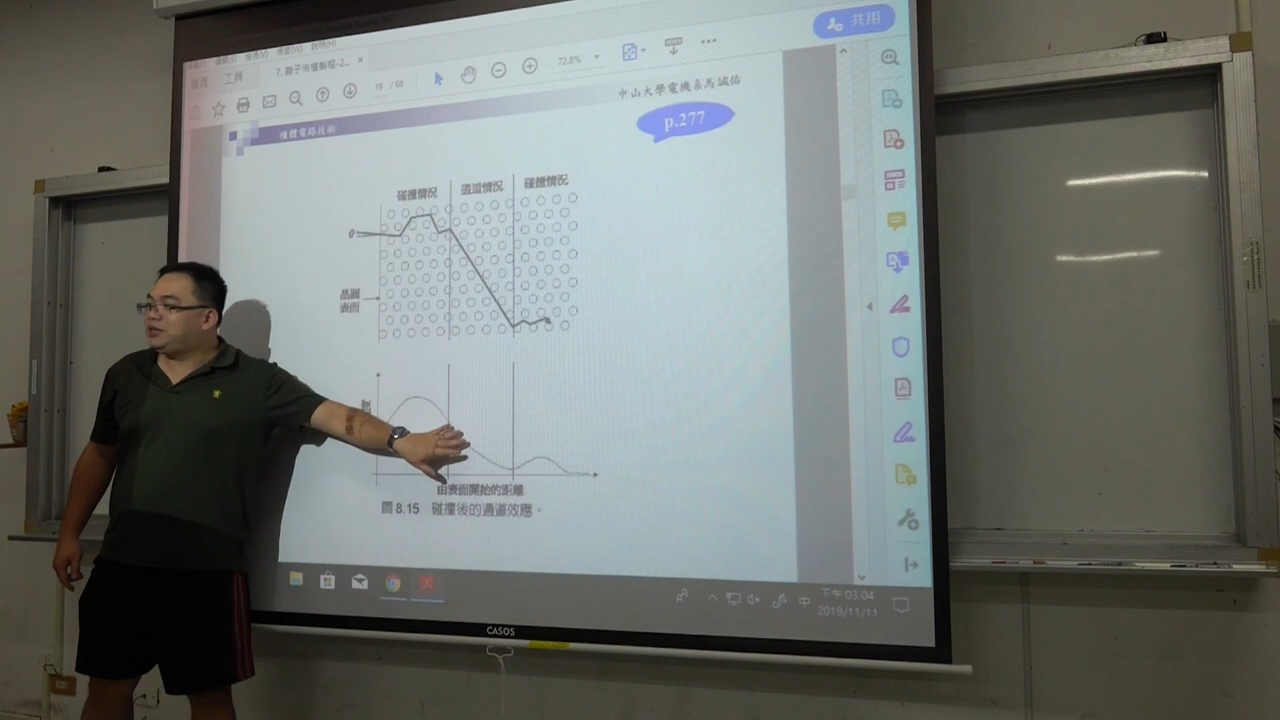 首頁 工具
7. 離子佈植製程-2...
×
19 / 68
72.8%
共用
積體電路技術
中山大學電機系馬誠佑
p.277
碰撞情況 通道情況 碰撞情況
θ
晶圓
表面
由表面開始的距離
圖 8.15 碰撞後的通道效應。
中
下午 03:04
2019/11/11
CASOS